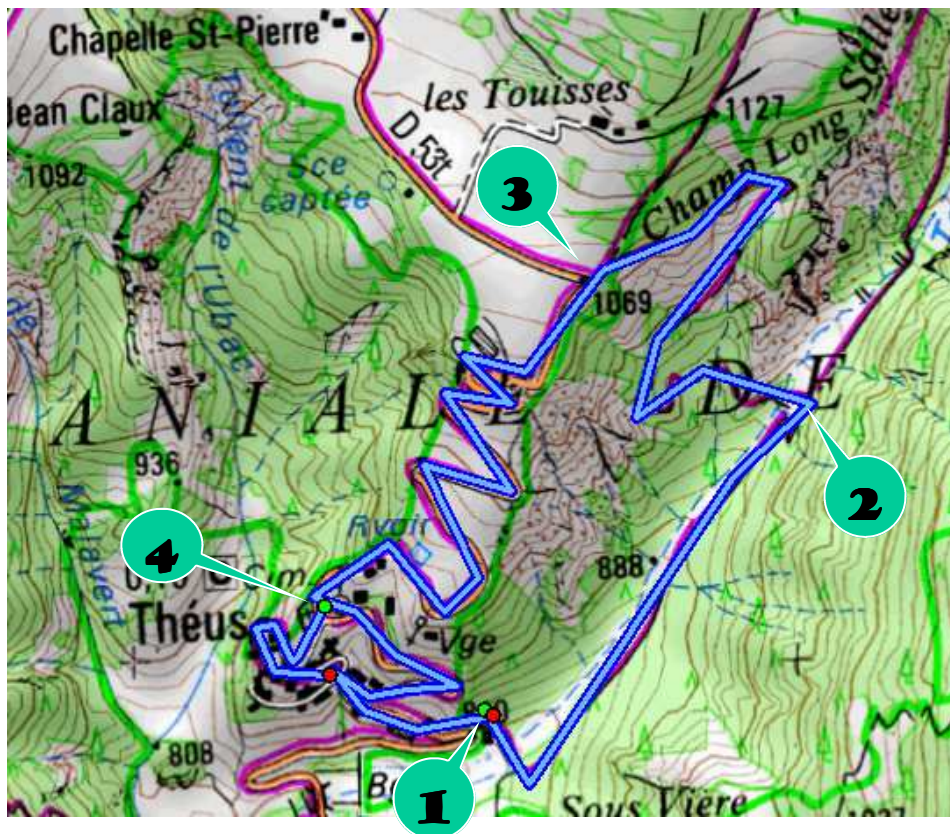 Chapelle St-Pierre
les Touisses
Jean Claux
D 53t
1127
Sce
captée
1092
Champ Long
Torrent de l'Ubac
3
1069
A N I A L E D E
936
2
Rvoir
4
Malavert
888
Théus
Vge
808
1
Sous Vière